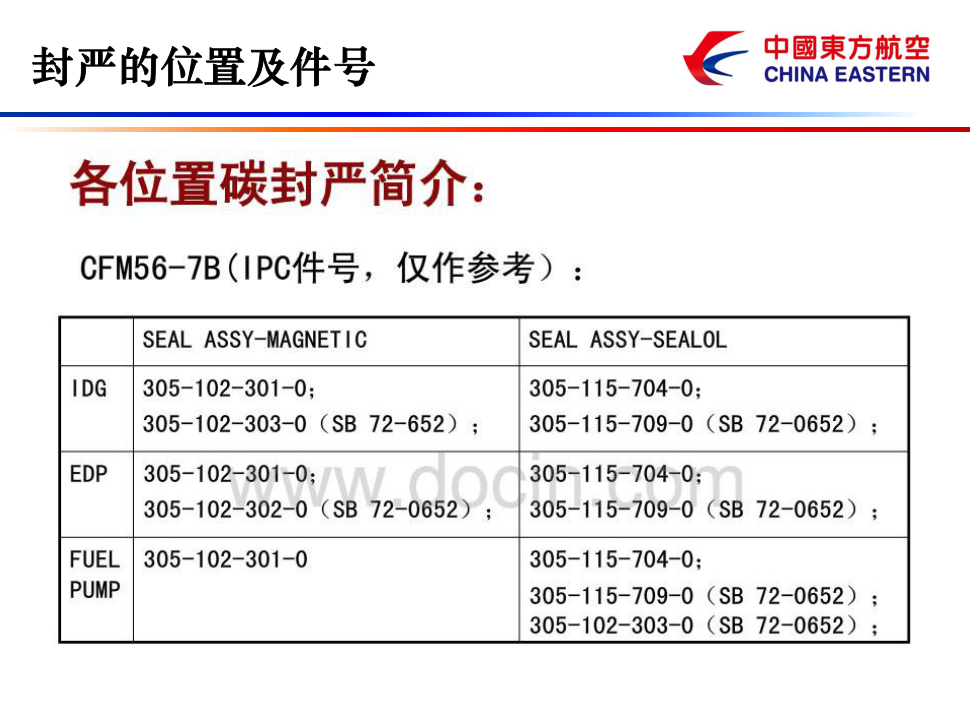 封严的位置及件号
中國東方航空
CHINA EASTERN
各位置碳封严简介：
CFM56-7B(IPC件号，仅作参考）：
SEAL ASSY-MAGNETIC
SEAL ASSY-SEALOL
IDG
305-102-301-0;
305-102-303-0（SB 72-652）；
305-115-704-0;
305-115-709-0（SB 72-0652）；
EDP
305-102-301-0;
305-102-302-0（SB 72-0652）；
305-115-704-0;
305-115-709-0（SB 72-0652）；
www.docin.com
FUEL
PUMP
305-102-301-0
305-115-704-0;
305-115-709-0（SB 72-0652）；
305-102-303-0（SB 72-0652）；